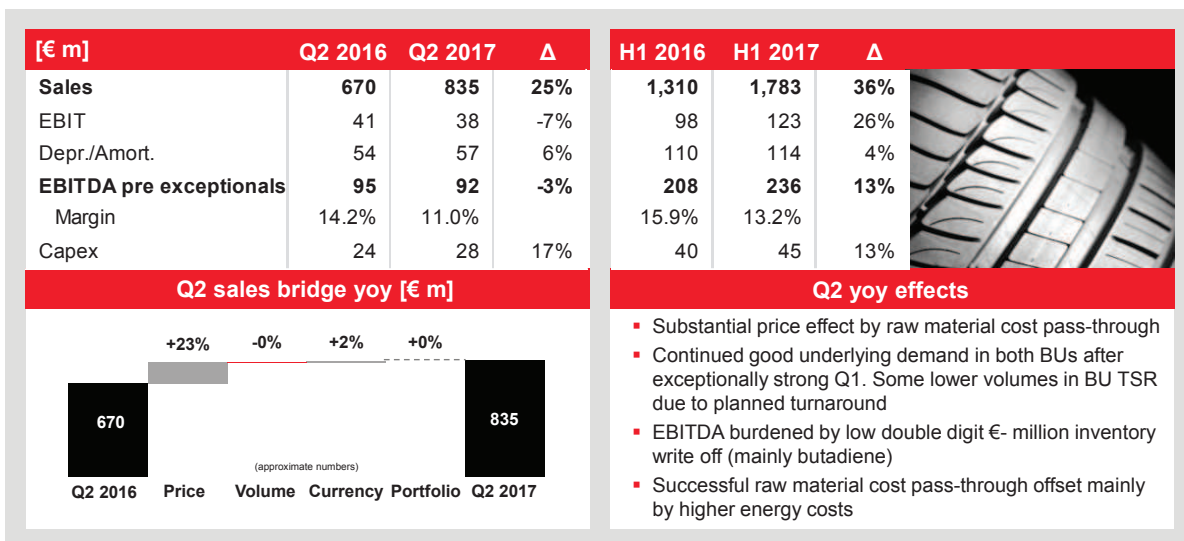 [€ m] Q2 2016 Q2 2017 Δ
Sales 670 835 25%
EBIT 41 38 -7%
Depr./Amort. 54 57 6%
EBITDA pre exceptionals 95 92 -3%
Margin 14.2% 11.0%
Capex 24 28 17%
H1 2016 H1 2017 Δ
1,310 1,783 36%
98 123 26%
110 114 4%
208 236 13%
15.9% 13.2%
40 45 13%
Q2 sales bridge yoy [€ m]
+23% -0% +2% +0%
670 835
(approximate numbers)
Q2 2016 Price Volume Currency Portfolio Q2 2017
Q2 yoy effects
▪ Substantial price effect by raw material cost pass-through
▪ Continued good underlying demand in both BUs after
exceptionally strong Q1. Some lower volumes in BU TSR
due to planned turnaround
▪ EBITDA burdened by low double digit €- million inventory
write off (mainly butadiene)
▪ Successful raw material cost pass-through offset mainly
by higher energy costs